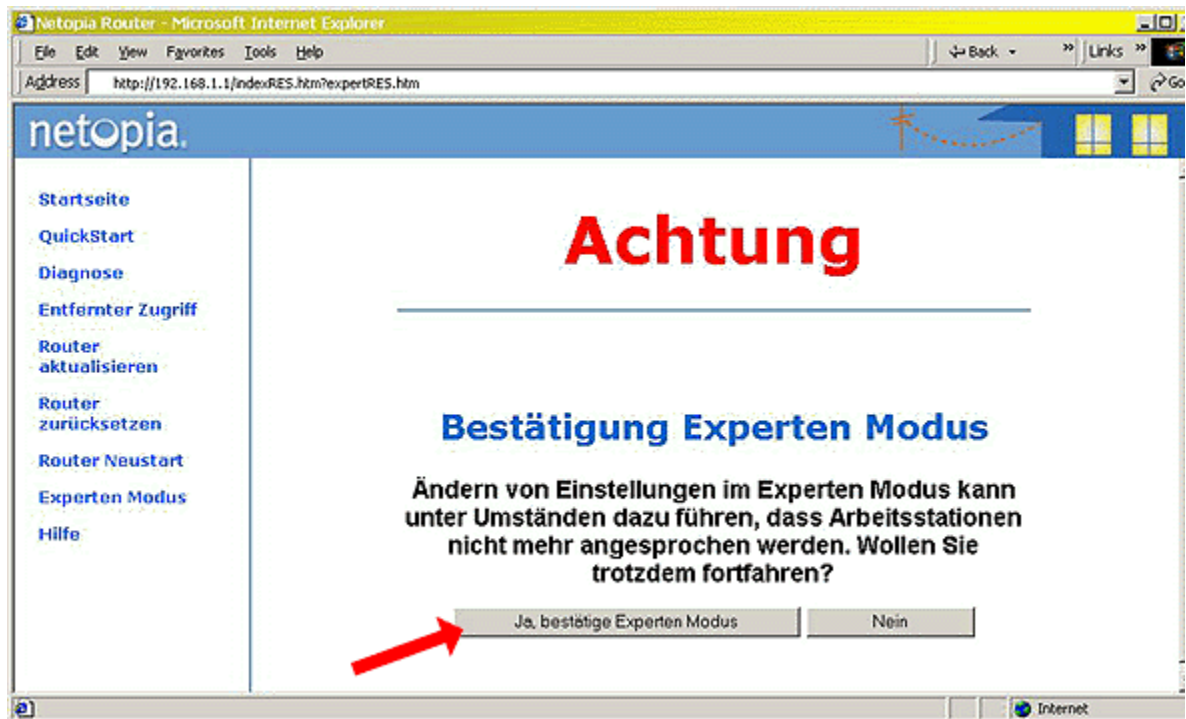 Netopia Router - Microsoft Internet Explorer
File Edit View Favorites Tools Help
Back
Links
Address http://192.168.1.1/indexRES.htm?expertRES.htm
Go
netopia.
Startseite
QuickStart
Diagnose
Entfernter Zugriff
Router
aktualisieren
Router
zurücksetzen
Router Neustart
Experten Modus
Hilfe
Achtung
Bestätigung Experten Modus
Ändern von Einstellungen im Experten Modus kann
unter Umständen dazu führen, dass Arbeitsstationen
nicht mehr angesprochen werden. Wollen Sie
trotzdem fortfahren?
Ja, bestätige Experten Modus
Nein
Internet